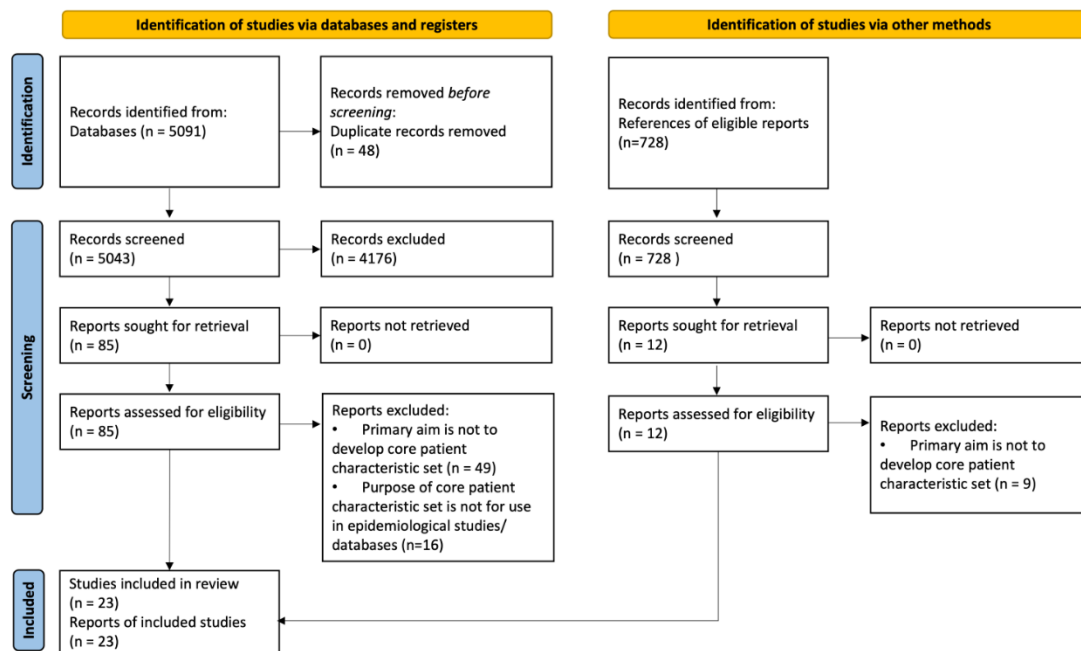 Identification of studies via databases and registers
Identification of studies via other methods
Identification
Records identified from:
Databases (n = 5091)
Records removed before
screening:
Duplicate records removed
(n = 48)
Records identified from:
References of eligible reports
(n=728)
Screening
Records screened
(n = 5043)
Records excluded
(n = 4176)
Records screened
(n = 728 )
Reports sought for retrieval
(n = 85)
Reports not retrieved
(n = 0)
Reports sought for retrieval
(n = 12)
Reports not retrieved
(n = 0)
Reports assessed for eligibility
(n = 85)
Reports excluded:
• Primary aim is not to
develop core patient
characteristic set (n = 49)
• Purpose of core patient
characteristic set is not for use
in epidemiological studies/
databases (n=16)
Reports assessed for eligibility
(n = 12)
Reports excluded:
• Primary aim is not to
develop core patient
characteristic set (n = 9)
Included
Studies included in review
(n = 23)
Reports of included studies
(n = 23)